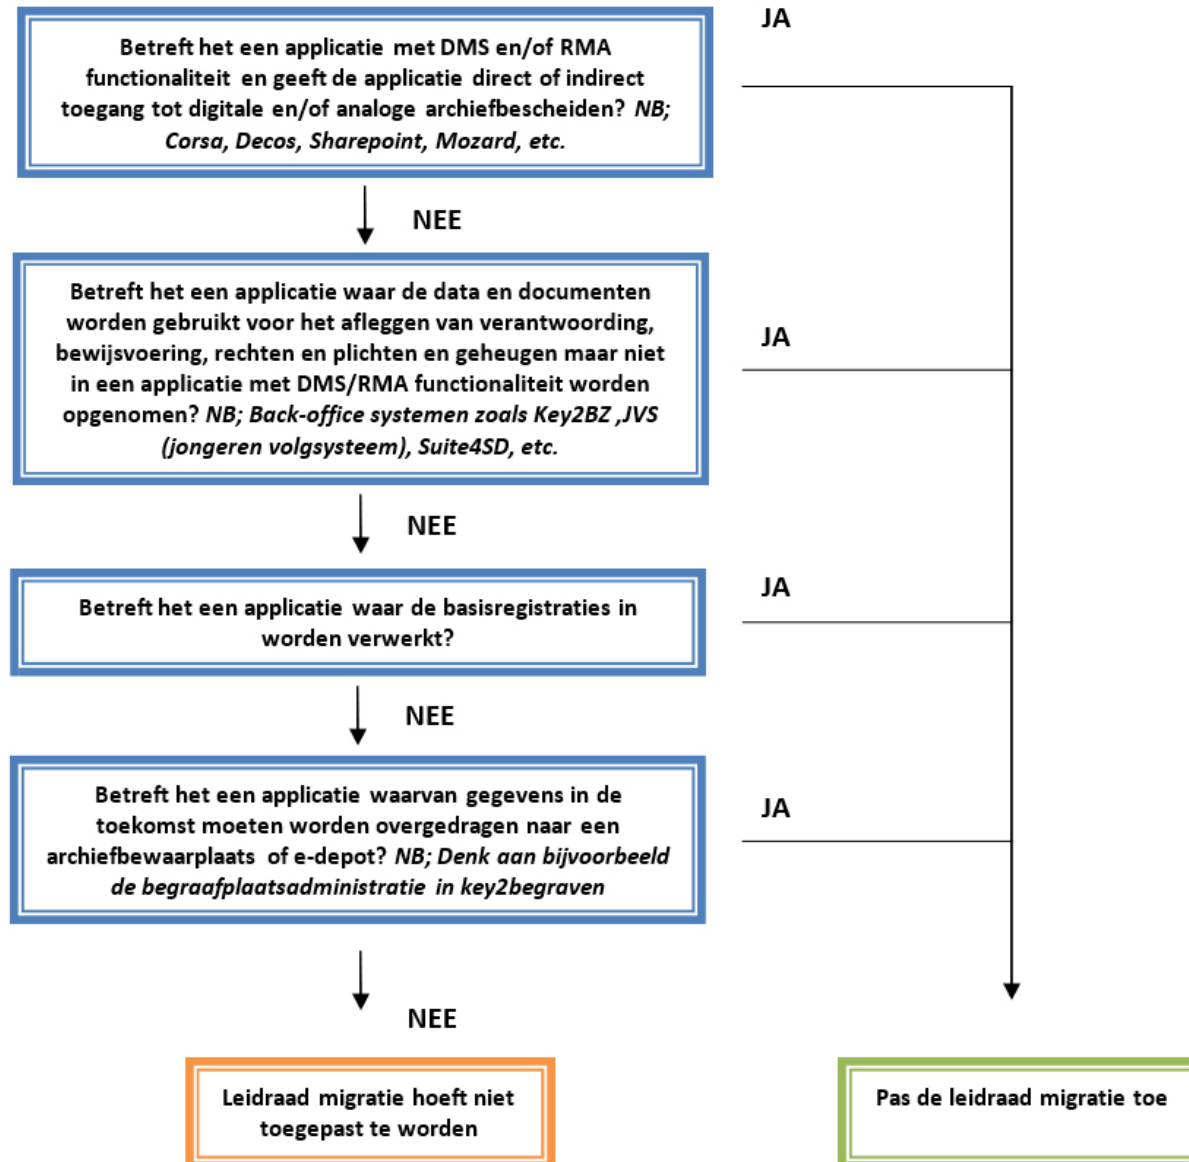 JA
Betreft het een applicatie met DMS en/of RMA
functionaliteit en geeft de applicatie direct of indirect
toegang tot digitale en/of analoge archiefbescheiden? NB;
Corsa, Decos, Sharepoint, Mozard, etc.
NEE
Betreft het een applicatie waar de data en documenten
worden gebruikt voor het afleggen van verantwoording,
bewijsvoering, rechten en plichten en geheugen maar niet
in een applicatie met DMS/RMA functionaliteit worden
opgenomen? NB; Back-office systemen zoals Key2BZ ,JVS
(jongeren volgsysteem), Suite4SD, etc.
JA
NEE
Betreft het een applicatie waar de basisregistraties in
worden verwerkt?
JA
NEE
Betreft het een applicatie waarvan gegevens in de
toekomst moeten worden overgedragen naar een
archiefbewaarplaats of e-depot? NB; Denk aan bijvoorbeeld
de begraafplaatsadministratie in key2begraven
JA
NEE
Leidraad migratie hoeft niet
toegepast te worden
Pas de leidraad migratie toe